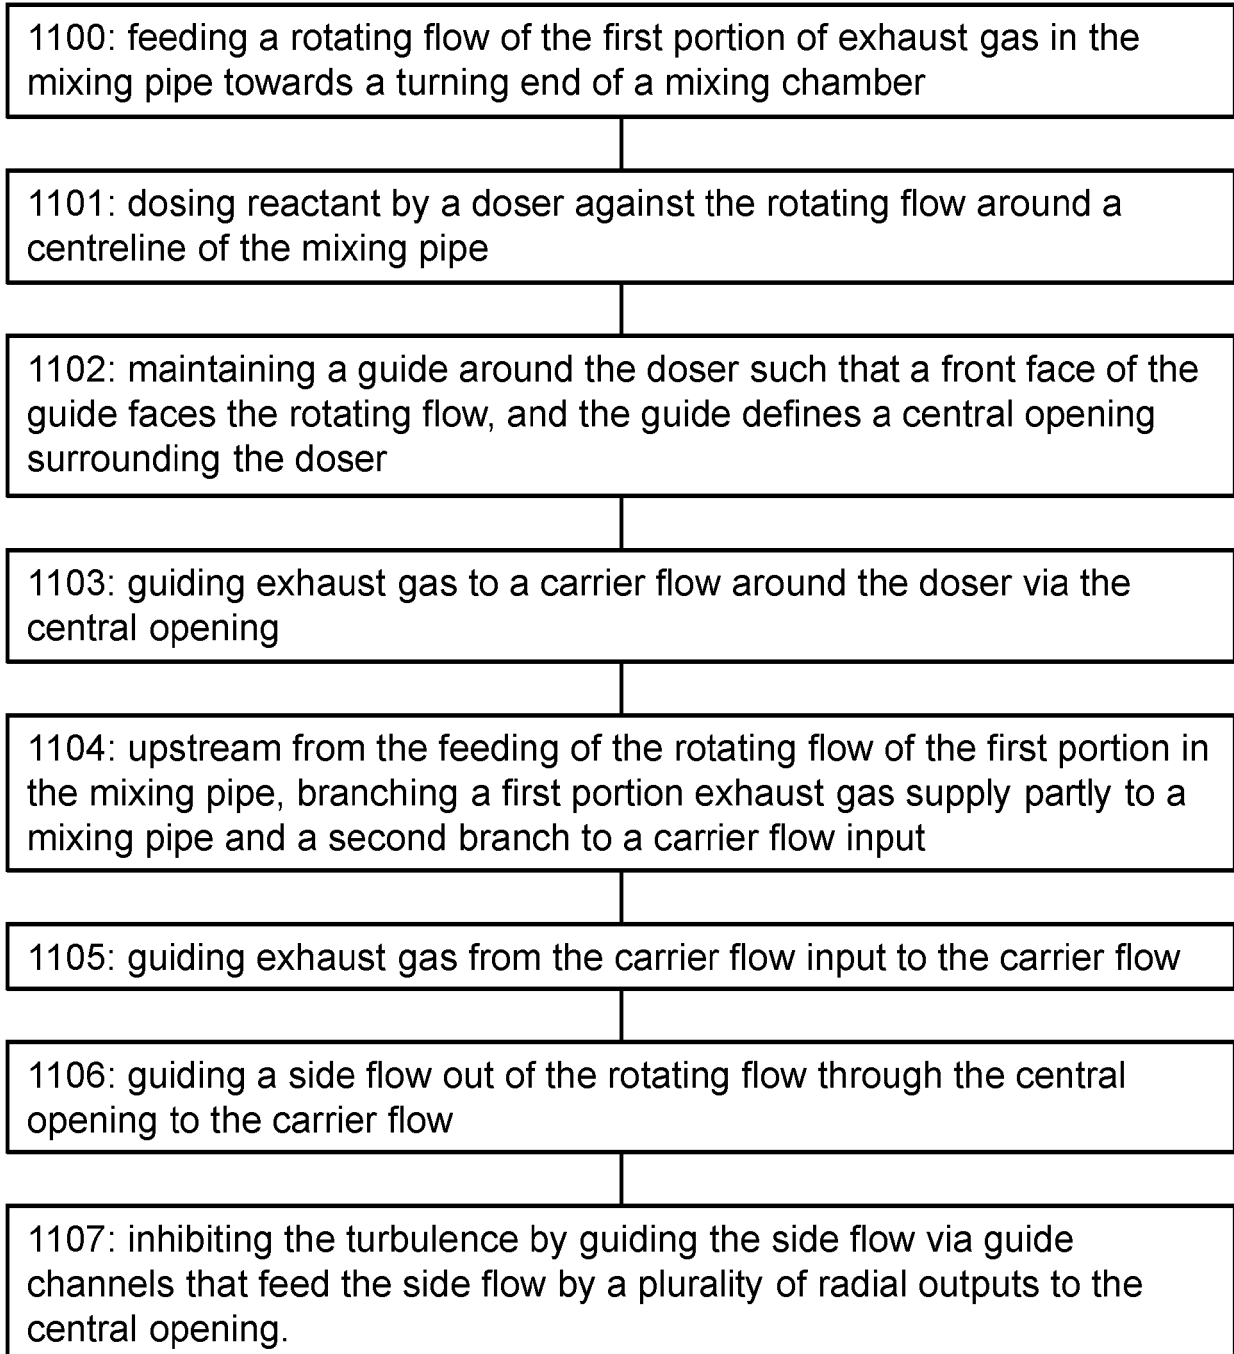 1100: feeding a rotating flow of the first portion of exhaust gas in the
mixing pipe towards a turning end of a mixing chamber
1101: dosing reactant by a doser against the rotating flow around a
centreline of the mixing pipe
1102: maintaining a guide around the doser such that a front face of the
guide faces the rotating flow, and the guide defines a central opening
surrounding the doser
1103: guiding exhaust gas to a carrier flow around the doser via the
central opening
1104: upstream from the feeding of the rotating flow of the first portion in
the mixing pipe, branching a first portion exhaust gas supply partly to a
mixing pipe and a second branch to a carrier flow input
1105: guiding exhaust gas from the carrier flow input to the carrier flow
1106: guiding a side flow out of the rotating flow through the central
opening to the carrier flow
1107: inhibiting the turbulence by guiding the side flow via guide
channels that feed the side flow by a plurality of radial outputs to the
central opening.